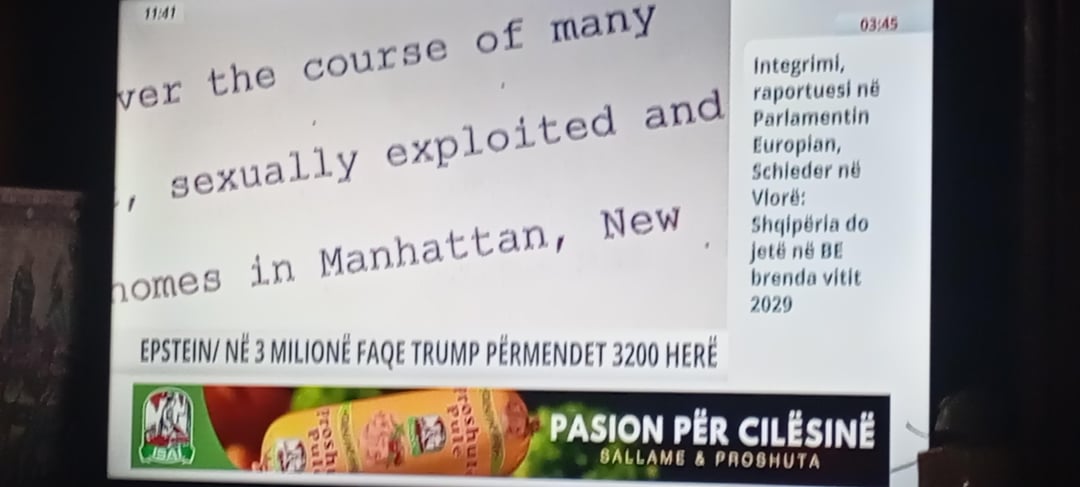 11:41
ver the course of many
, sexually exploited and
homes in Manhattan, New
03:45
Integrimi,
raportuesi në
Parlamentin
Europian,
Schieder në
Vlorë:
Shqipëria do
jetë në BE
brenda vitit
2029
EPSTEIN/ NË 3 MILIONË FAQE TRUMP PËRMENDET 3200 HERË
PASION PËR CILËSINË
SALLAME & PROSHUTA